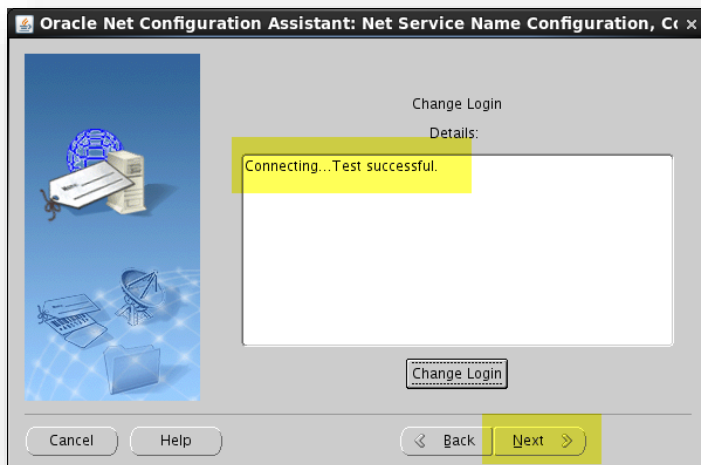 Oracle Net Configuration Assistant: Net Service Name Configuration, Co
Change Login
Details:
Connecting...Test successful.
Change Login
Cancel Help Back Next